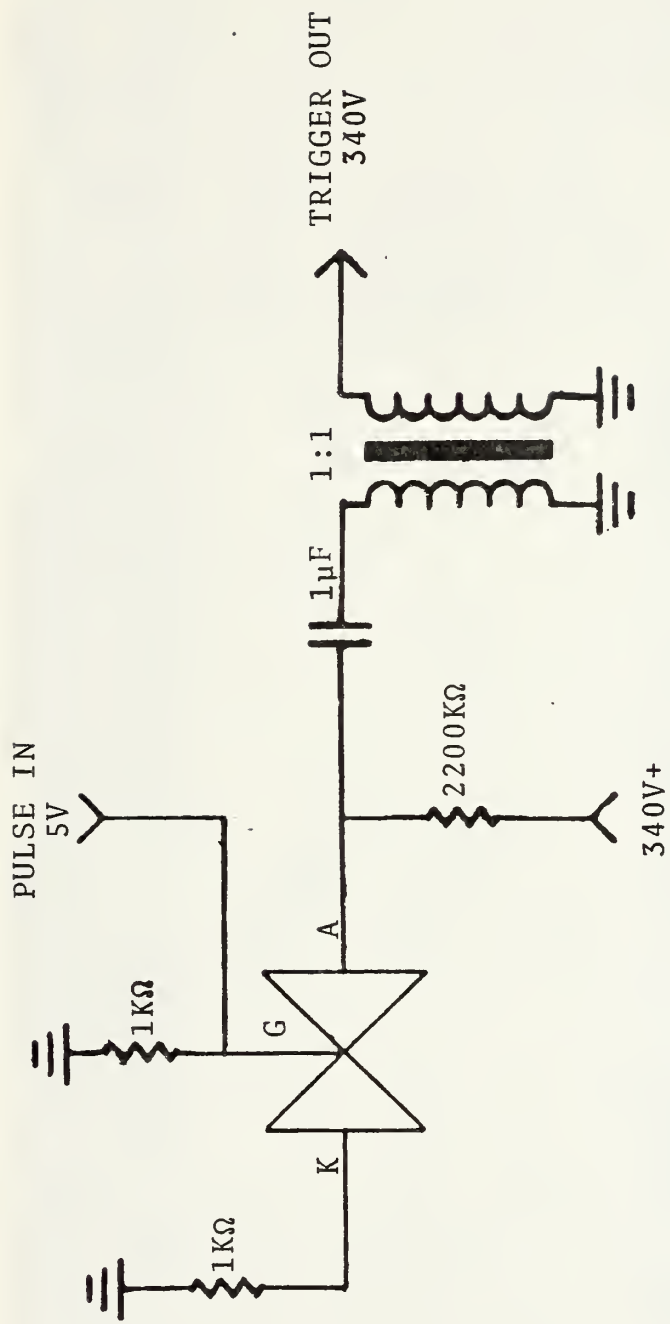 PULSE IN
5V
TRIGGER OUT
340V
1KΩ
1KΩ
G
K
A
1µF
1:1
2200KΩ
340V+